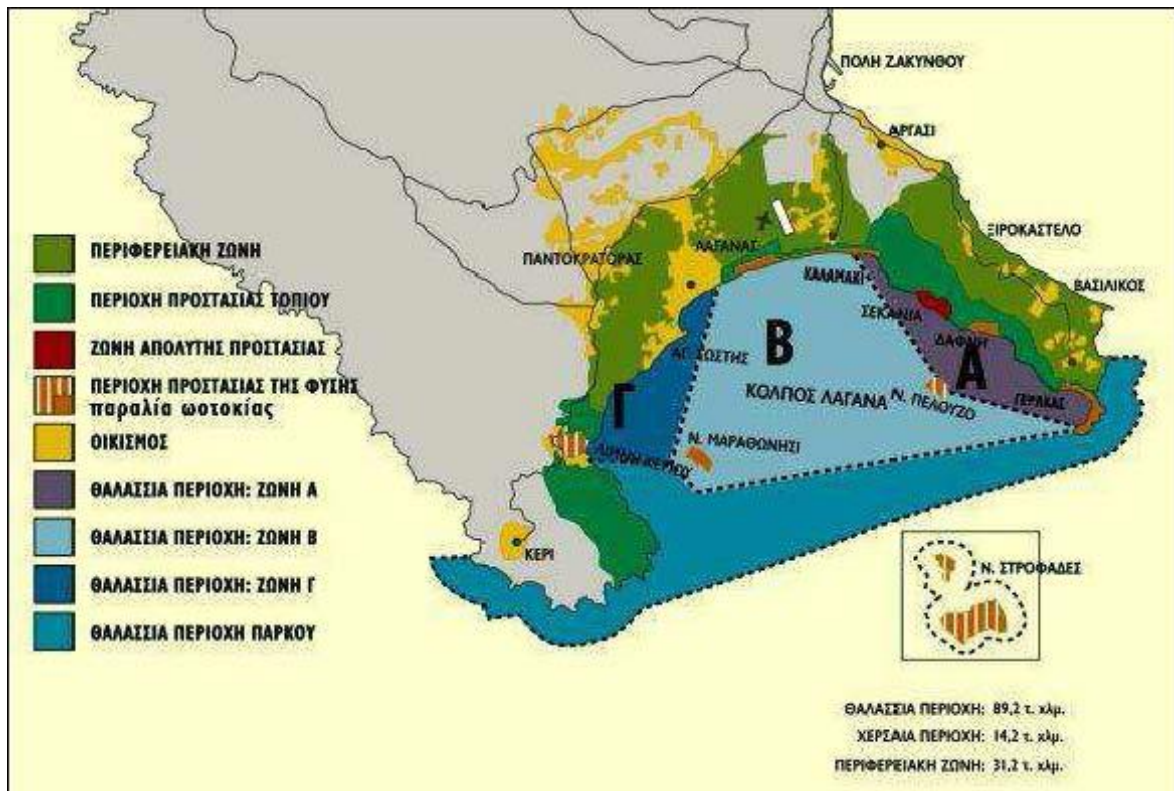 ΠΟΛΗ ΖΑΚΥΝΘΟΥ
ΑΡΓΑΣΙ
ΞΙΡΟΚΑΣΤΕΛΟ
ΒΑΣΙΛΙΚΟΣ
ΛΑΓΑΝΑΣ
ΠΑΝΤΟΚΡΑΤΟΡΑΣ
ΚΑΛΑΜΑΚΙ
ΣΕΚΑΝΙΑ
ΔΑΦΝΗ
ΓΕΡΑΚΑΣ
Α
Β
Γ
ΑΓ. ΣΩΣΤΗΣ
ΚΟΛΠΟΣ ΛΑΓΑΝΑ
Ν. ΠΕΛΟΥΖΟ
Ν. ΜΑΡΑΘΩΝΗΣΙ
ΛΙΜΝΗ ΚΕΡΙΟΥ
ΚΕΡΙ
Ν. ΣΤΡΟΦΑΔΕΣ
ΠΕΡΙΦΕΡΕΙΑΚΗ ΖΩΝΗ
ΠΕΡΙΟΧΗ ΠΡΟΣΤΑΣΙΑΣ ΤΟΠΙΟΥ
ΖΩΝΗ ΑΠΟΛΥΤΗΣ ΠΡΟΣΤΑΣΙΑΣ
ΠΕΡΙΟΧΗ ΠΡΟΣΤΑΣΙΑΣ ΤΗΣ ΦΥΣΗΣ
παραλία ωοτοκίας
ΟΙΚΙΣΜΟΣ
ΘΑΛΑΣΣΙΑ ΠΕΡΙΟΧΗ: ΖΩΝΗ Α
ΘΑΛΑΣΣΙΑ ΠΕΡΙΟΧΗ: ΖΩΝΗ Β
ΘΑΛΑΣΣΙΑ ΠΕΡΙΟΧΗ: ΖΩΝΗ Γ
ΘΑΛΑΣΣΙΑ ΠΕΡΙΟΧΗ ΠΑΡΚΟΥ
ΘΑΛΑΣΣΙΑ ΠΕΡΙΟΧΗ: 89,2 τ. χλμ.
ΧΕΡΣΑΙΑ ΠΕΡΙΟΧΗ: 14,2 τ. χλμ.
ΠΕΡΙΦΕΡΕΙΑΚΗ ΖΩΝΗ: 31,2 τ. χλμ.